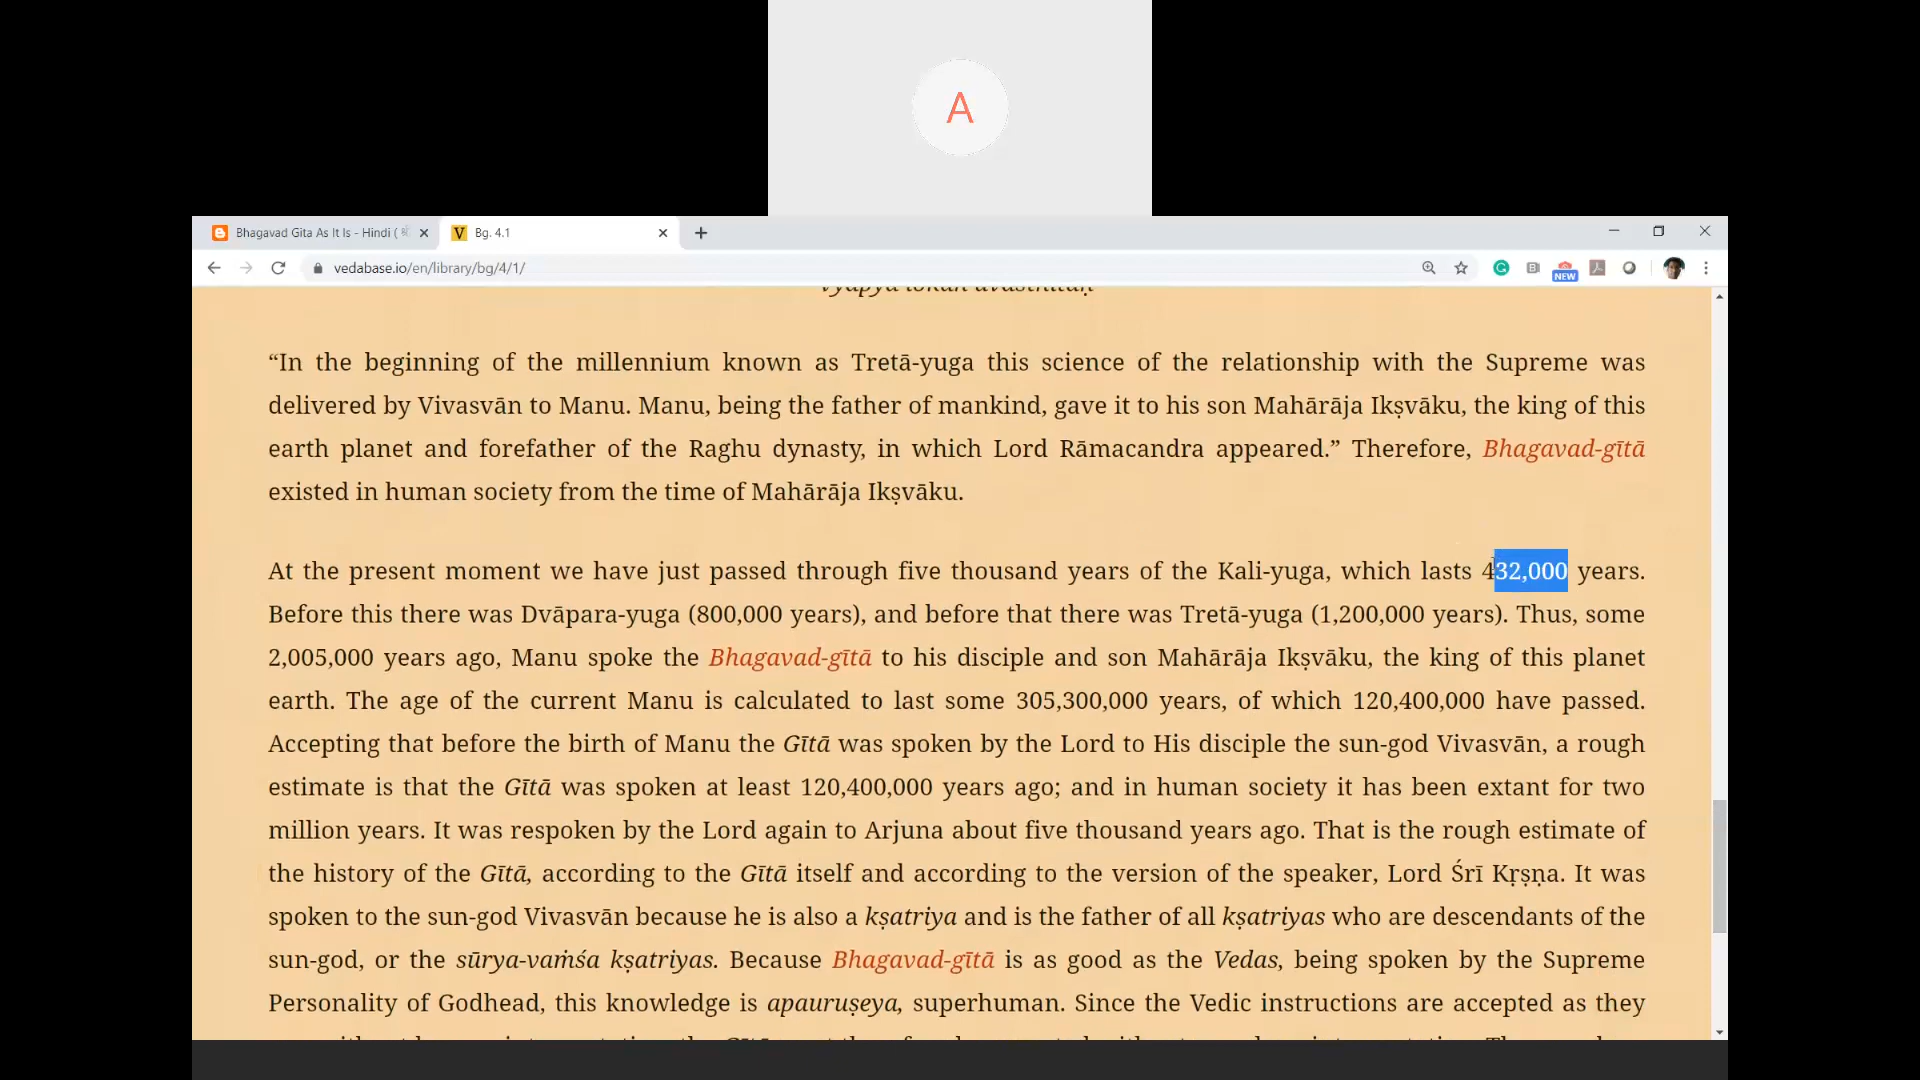 A
Bhagavad Gita As It Is - Hindi (
V Bg. 4.1
vedabase.io/en/library/bg/4/1/
NEW
vyāpya lokān avasthitaḥ
“In the beginning of the millennium known as Tretā-yuga this science of the relationship with the Supreme was
delivered by Vivasvān to Manu. Manu, being the father of mankind, gave it to his son Mahārāja Ikṣvāku, the king of this
earth planet and forefather of the Raghu dynasty, in which Lord Rāmacandra appeared.” Therefore, Bhagavad-gītā
existed in human society from the time of Mahārāja Ikṣvāku.
At the present moment we have just passed through five thousand years of the Kali-yuga, which lasts 432,000 years.
Before this there was Dvāpara-yuga (800,000 years), and before that there was Tretā-yuga (1,200,000 years). Thus, some
2,005,000 years ago, Manu spoke the Bhagavad-gītā to his disciple and son Mahārāja Ikṣvāku, the king of this planet
earth. The age of the current Manu is calculated to last some 305,300,000 years, of which 120,400,000 have passed.
Accepting that before the birth of Manu the Gītā was spoken by the Lord to His disciple the sun-god Vivasvān, a rough
estimate is that the Gītā was spoken at least 120,400,000 years ago; and in human society it has been extant for two
million years. It was respoken by the Lord again to Arjuna about five thousand years ago. That is the rough estimate of
the history of the Gītā, according to the Gītā itself and according to the version of the speaker, Lord Śrī Kṛṣṇa. It was
spoken to the sun-god Vivasvān because he is also a kṣatriya and is the father of all kṣatriyas who are descendants of the
sun-god, or the sūrya-vaṁśa kṣatriyas. Because Bhagavad-gītā is as good as the Vedas, being spoken by the Supreme
Personality of Godhead, this knowledge is apauruṣeya, superhuman. Since the Vedic instructions are accepted as they